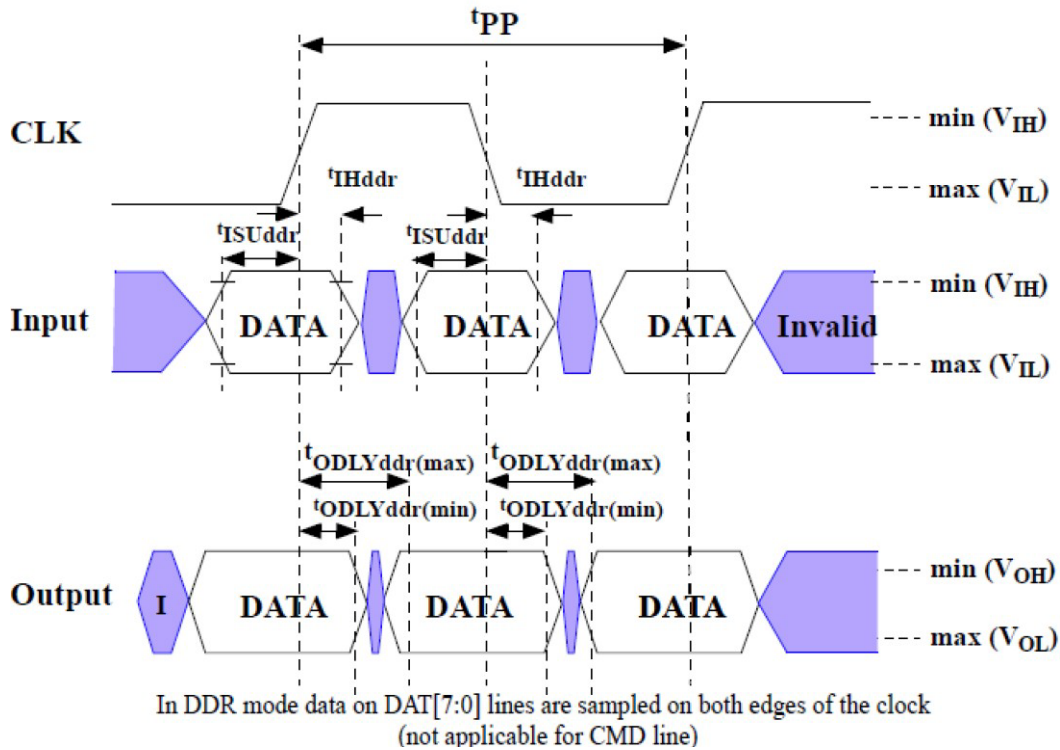 tPP
CLK
min (VIH)
tIHddr
tIHddr
max (VIL)
tISUddr
tISUddr
min (VIH)
Input
DATA
DATA
DATA
Invalid
max (VIL)
tODLYddr(max)
tODLYddr(max)
tODLYddr(min)
tODLYddr(min)
min (VOH)
Output
I
DATA
DATA
DATA
max (VOL)
In DDR mode data on DAT[7:0] lines are sampled on both edges of the clock
(not applicable for CMD line)